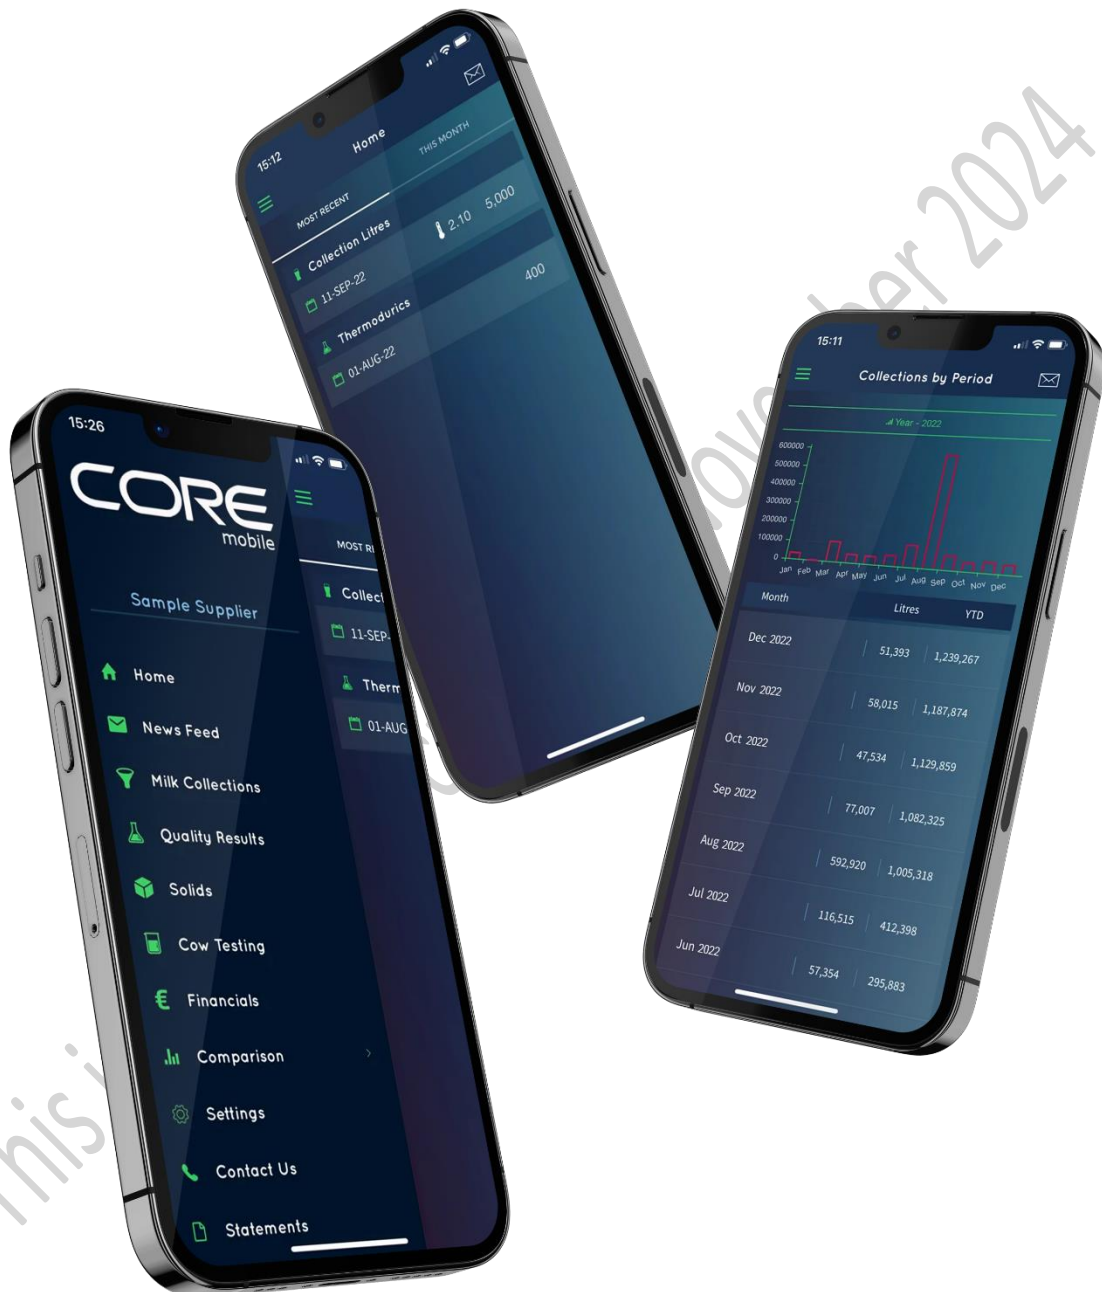 15:12
Home
MOST RECENT
THIS MONTH
Collection Litres
11-SEP-22
2.10
5,000
Thermodurics
01-AUG-22
400
15:26
CORE
mobile
Sample Supplier
Home
News Feed
Milk Collections
Quality Results
Solids
Cow Testing
€ Financials
Comparison
Settings
Contact Us
Statements
11-SEP-
01-AUG
15:11
Collections by Period
Year - 2022
600000
500000
400000
300000
200000
100000
0
Jan Feb Mar Apr May Jun Jul Aug Sep Oct Nov Dec
Month Litres YTD
Dec 2022 51,393 1,239,267
Nov 2022 58,015 1,187,874
Oct 2022 47,534 1,129,859
Sep 2022 77,007 1,082,325
Aug 2022 592,920 1,005,318
Jul 2022 116,515 412,398
Jun 2022 57,354 295,883
This
2024